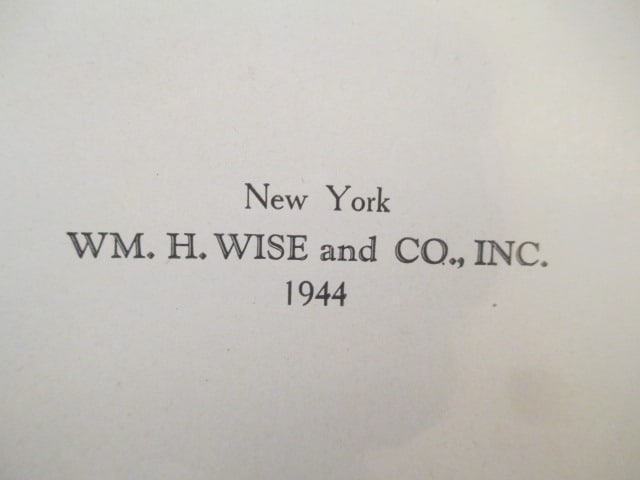 New York
WM. H. WISE and CO., INC.
1944